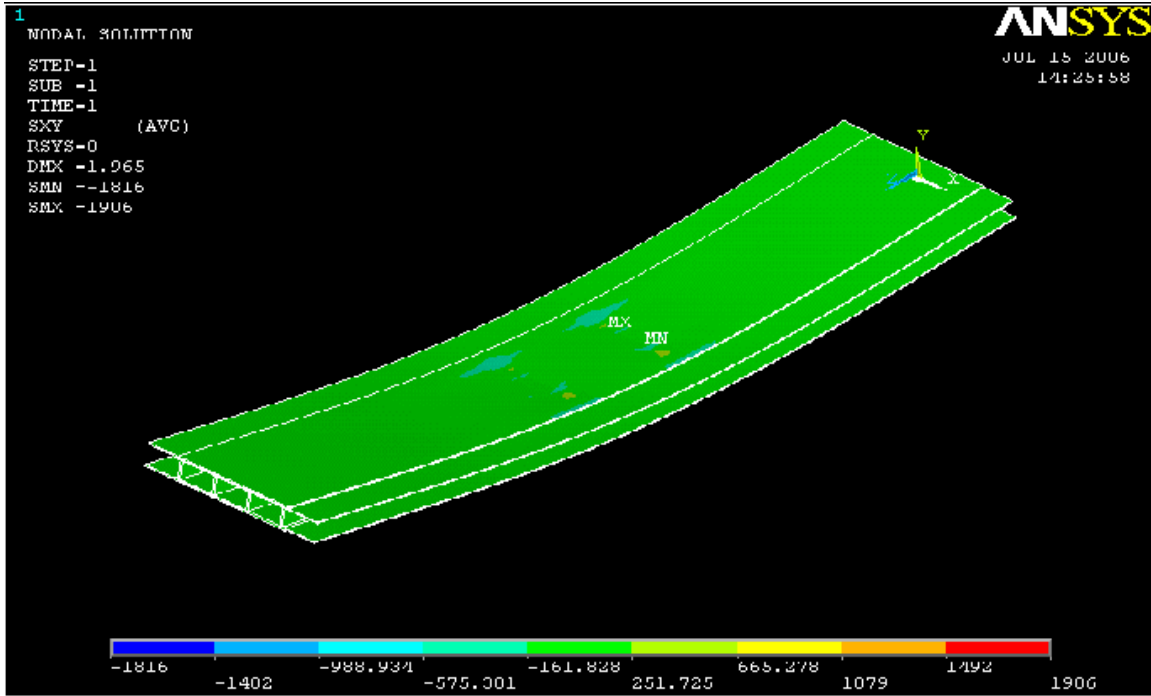 1
NODAL SOLUTION
ANSYS
JUL 15 2006
14:25:58
STEP=1
SUB =1
TIME=1
SXY (AVG)
RSYS=0
DMX =1.965
SMN =-1816
SMX =1906
Y
X
Z
MX
MN
-1816 -988.934 -161.828 665.278 1492
-1402 -575.301 251.725 1079 1906